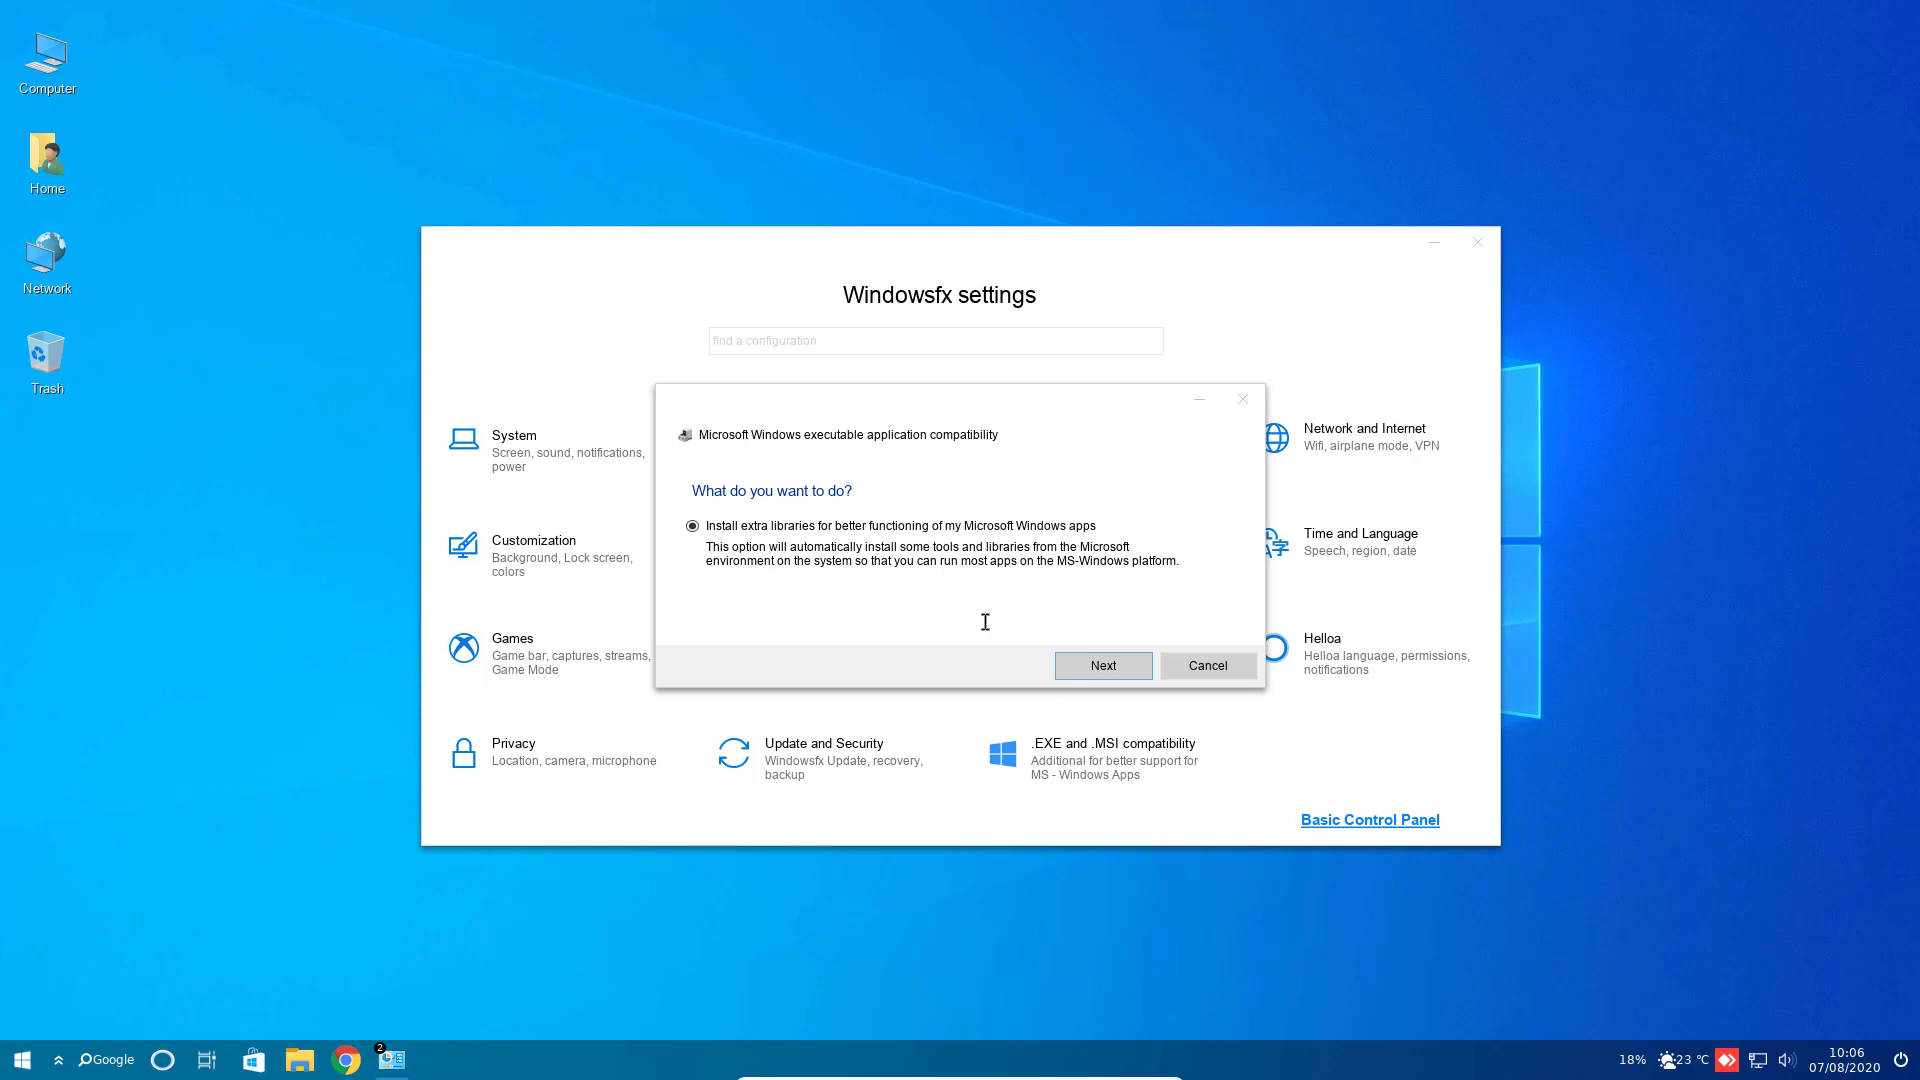 Computer
Home
Network
Trash
Windowsfx settings
find a configuration
System
Screen, sound, notifications,
power
Customization
Background, Lock screen,
colors
Games
Game bar, captures, streams,
Game Mode
Microsoft Windows executable application compatibility
What do you want to do?
Install extra libraries for better functioning of my Microsoft Windows apps
This option will automatically install some tools and libraries from the Microsoft
environment on the system so that you can run most apps on the MS-Windows platform.
Next
Cancel
Network and Internet
Wifi, airplane mode, VPN
Time and Language
Speech, region, date
Helloa
Helloa language, permissions,
notifications
Privacy
Location, camera, microphone
Update and Security
Windowsfx Update, recovery,
backup
.EXE and .MSI compatibility
Additional for better support for
MS - Windows Apps
Basic Control Panel
Google
2
18%
23 °C
10:06
07/08/2020